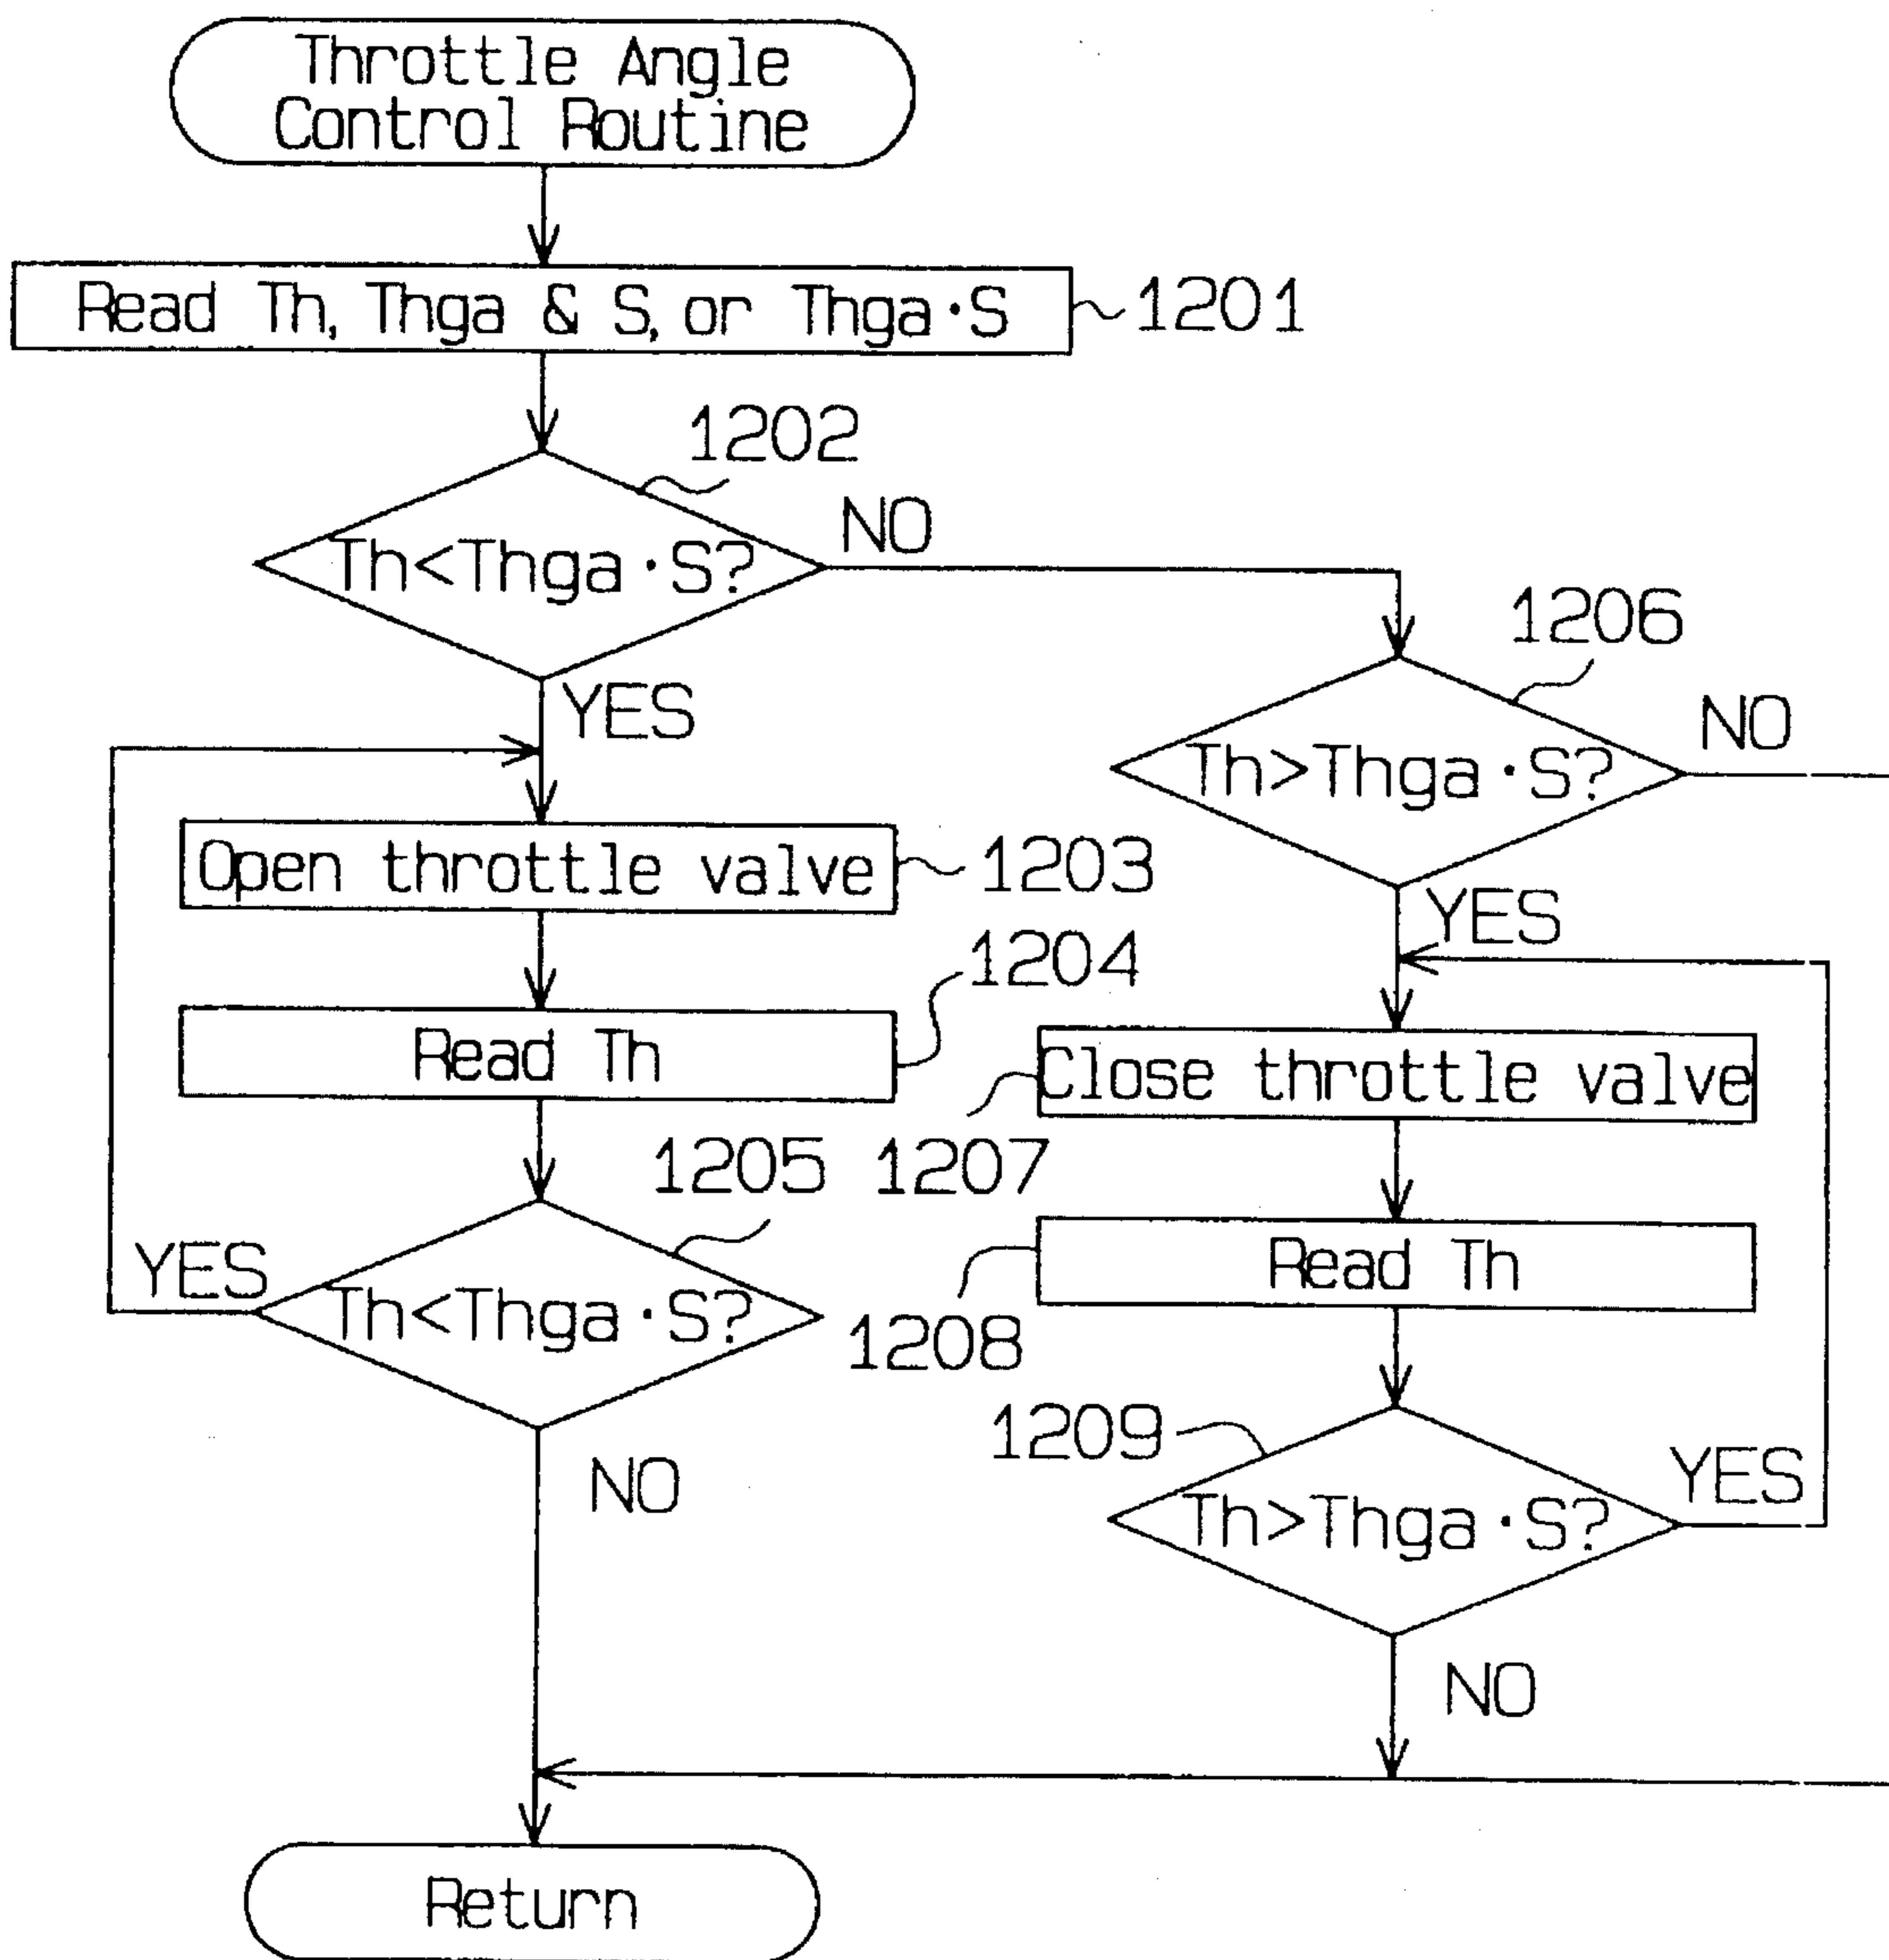 Throttle Angle
Control Routine
Read Th, Thga & S, or Thga·S
1201
1202
Th<Thga·S?
NO
YES
1206
Th>Thga·S?
NO
YES
Open throttle valve
1203
1204
Read Th
Close throttle valve
1207
1205
Th<Thga·S?
YES
NO
Read Th
1208
1209
Th>Thga·S?
YES
NO
Return